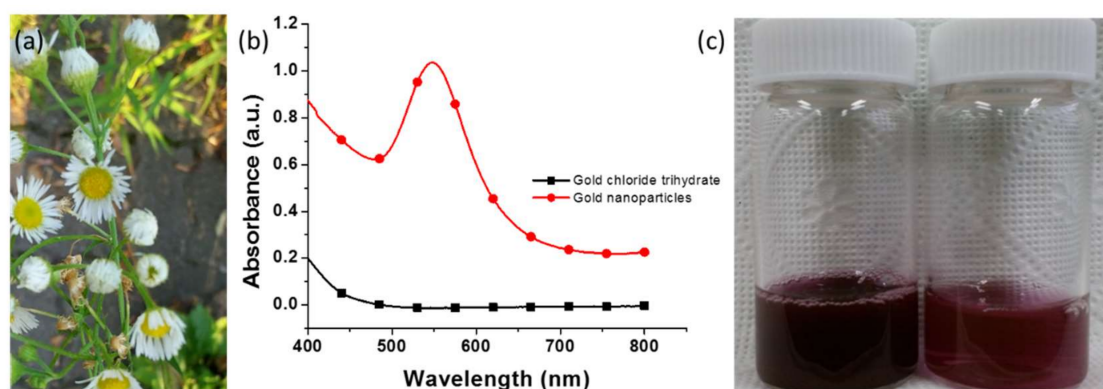 (a)
(b)
(c)
1.2
1.0
0.8
0.6
0.4
0.2
0.0
Absorbance (a.u.)
Gold chloride trihydrate
Gold nanoparticles
400 500 600 700 800
Wavelength (nm)